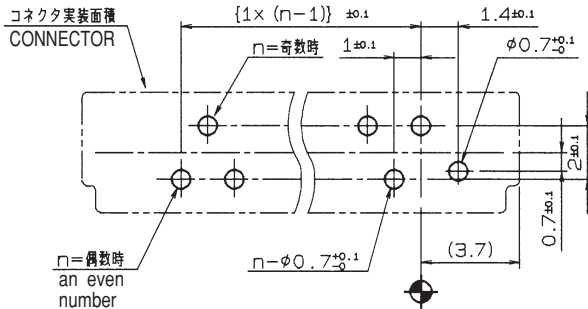 コネクタ実装面積
CONNECTOR
{1×(n-1)} ±0.1
1.4±0.1
n=奇数時
1±0.1
φ0.7+0.1 -0
2±0.1
0.7±0.1
n=偶数時
an even
number
n-φ0.7+0.1 -0
(3.7)